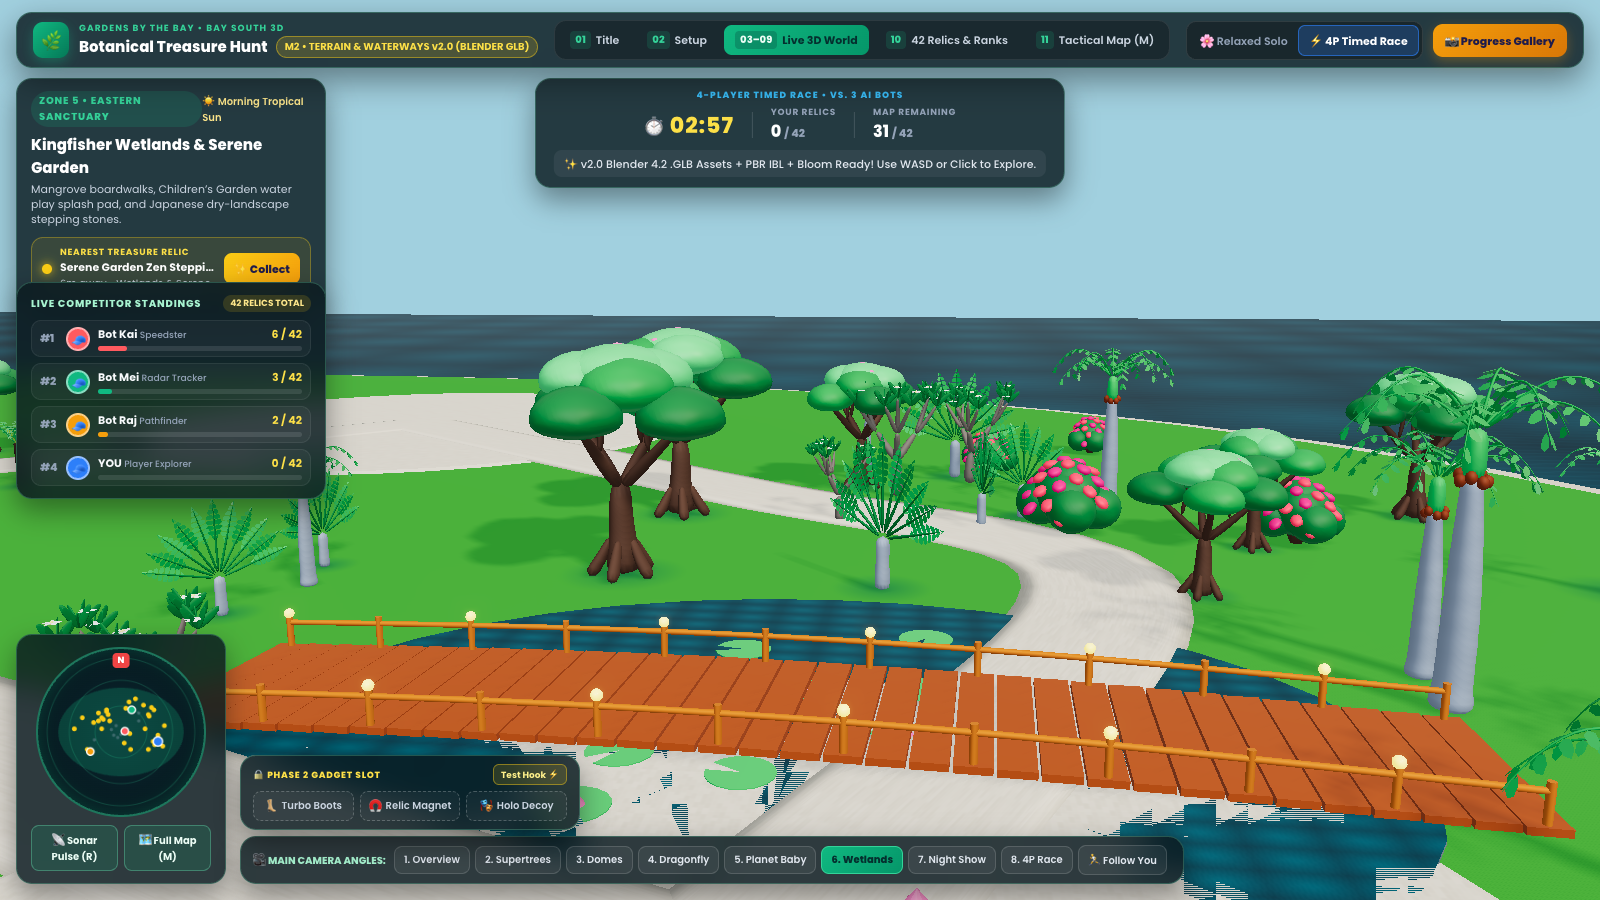 GARDENS BY THE BAY • BAY SOUTH 3D
Botanical Treasure Hunt
M2 • TERRAIN & WATERWAYS v2.0 (BLENDER GLB)
01 Title
02 Setup
03–09 Live 3D World
10 42 Relics & Ranks
11 Tactical Map (M)
Relaxed Solo
4P Timed Race
Progress Gallery
ZONE 5 • EASTERN
SANCTUARY
Morning Tropical
Sun
Kingfisher Wetlands & Serene
Garden
Mangrove boardwalks, Children's Garden water
play splash pad, and Japanese dry-landscape
stepping stones.
NEAREST TREASURE RELIC
Serene Garden Zen Steppi...
Collect
4-PLAYER TIMED RACE • VS. 3 AI BOTS
02:57
YOUR RELICS
0 / 42
MAP REMAINING
31 / 42
v2.0 Blender 4.2 .GLB Assets + PBR IBL + Bloom Ready! Use WASD or Click to Explore.
LIVE COMPETITOR STANDINGS
42 RELICS TOTAL
#1 Bot Kai Speedster 6 / 42
#2 Bot Mei Radar Tracker 3 / 42
#3 Bot Raj Pathfinder 2 / 42
#4 YOU Player Explorer 0 / 42
N
Sonar
Pulse (R)
Full Map
(M)
PHASE 2 GADGET SLOT
Test Hook
Turbo Boots
Relic Magnet
Holo Decoy
MAIN CAMERA ANGLES:
1. Overview
2. Supertrees
3. Domes
4. Dragonfly
5. Planet Baby
6. Wetlands
7. Night Show
8. 4P Race
Follow You